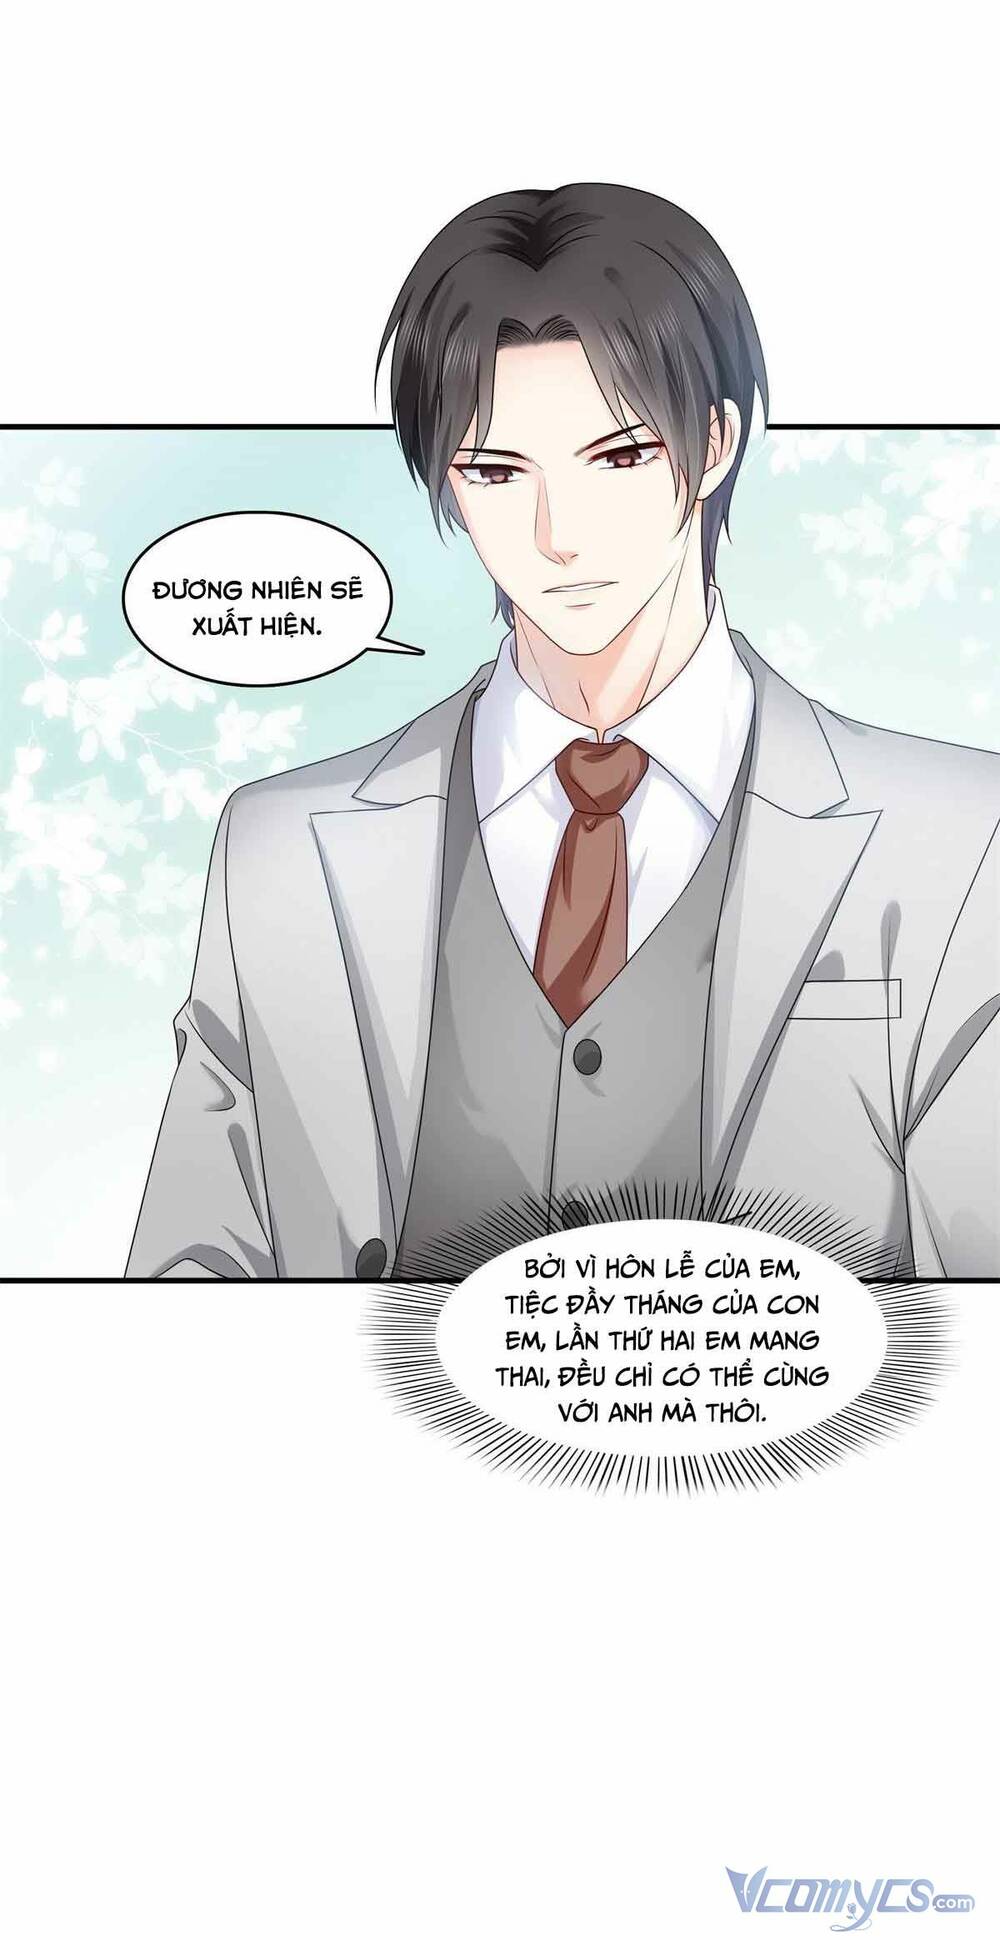 ĐƯƠNG NHIÊN SẼ
XUẤT HIỆN.
BỞI VÌ HÔN LỄ CỦA EM,
TIỆC ĐẦY THÁNG CỦA CON
EM, LẦN THỨ HAI EM MANG
THAI, ĐỀU CHỈ CÓ THỂ CÙNG
VỚI ANH MÀ THÔI.
VCOMYCS.com